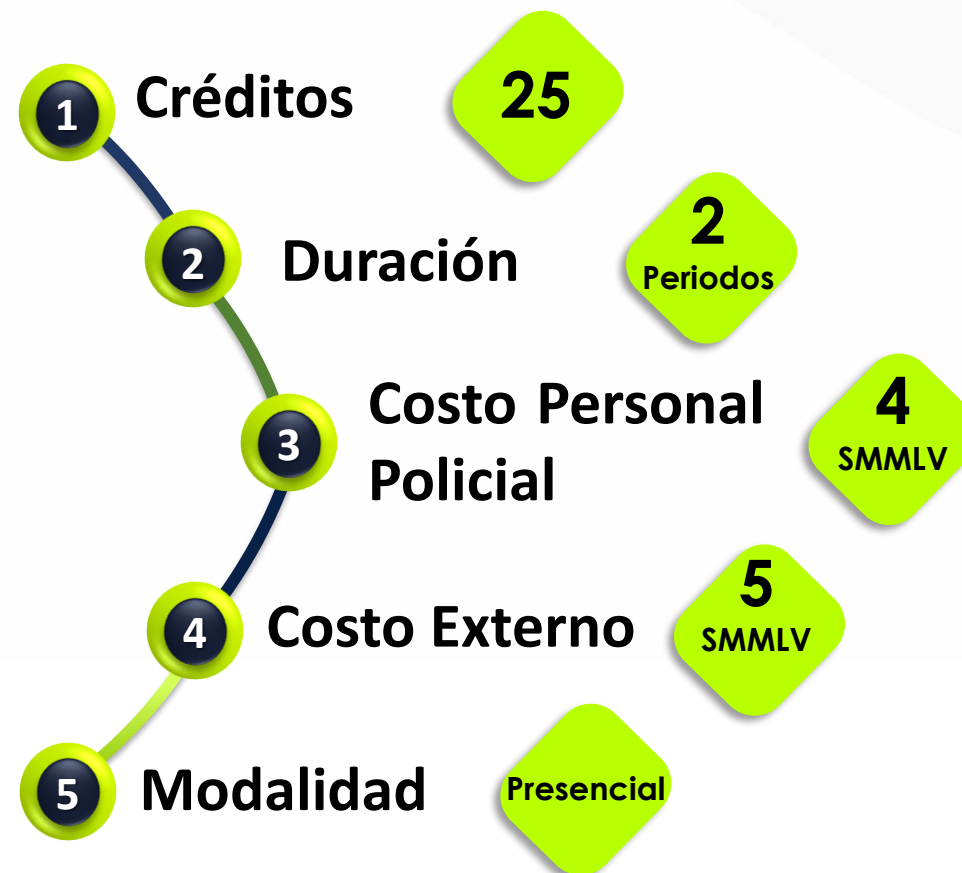 1
Créditos
25
2
Duración
2
Periodos
3
Costo Personal
Policial
4
SMMLV
4
Costo Externo
5
SMMLV
5
Modalidad
Presencial